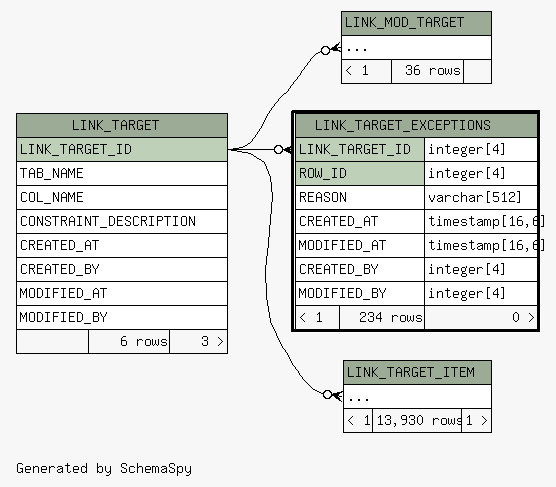 LINK_MOD_TARGET
...
< 1 36 rows
LINK_TARGET
LINK_TARGET_ID
TAB_NAME
COL_NAME
CONSTRAINT_DESCRIPTION
CREATED_AT
CREATED_BY
MODIFIED_AT
MODIFIED_BY
6 rows 3 >
LINK_TARGET_EXCEPTIONS
LINK_TARGET_ID integer[4]
ROW_ID integer[4]
REASON varchar[512]
CREATED_AT timestamp[16,6]
MODIFIED_AT timestamp[16,6]
CREATED_BY integer[4]
MODIFIED_BY integer[4]
< 1 234 rows 0 >
LINK_TARGET_ITEM
...
< 1 13,930 rows 1 >
Generated by SchemaSpy